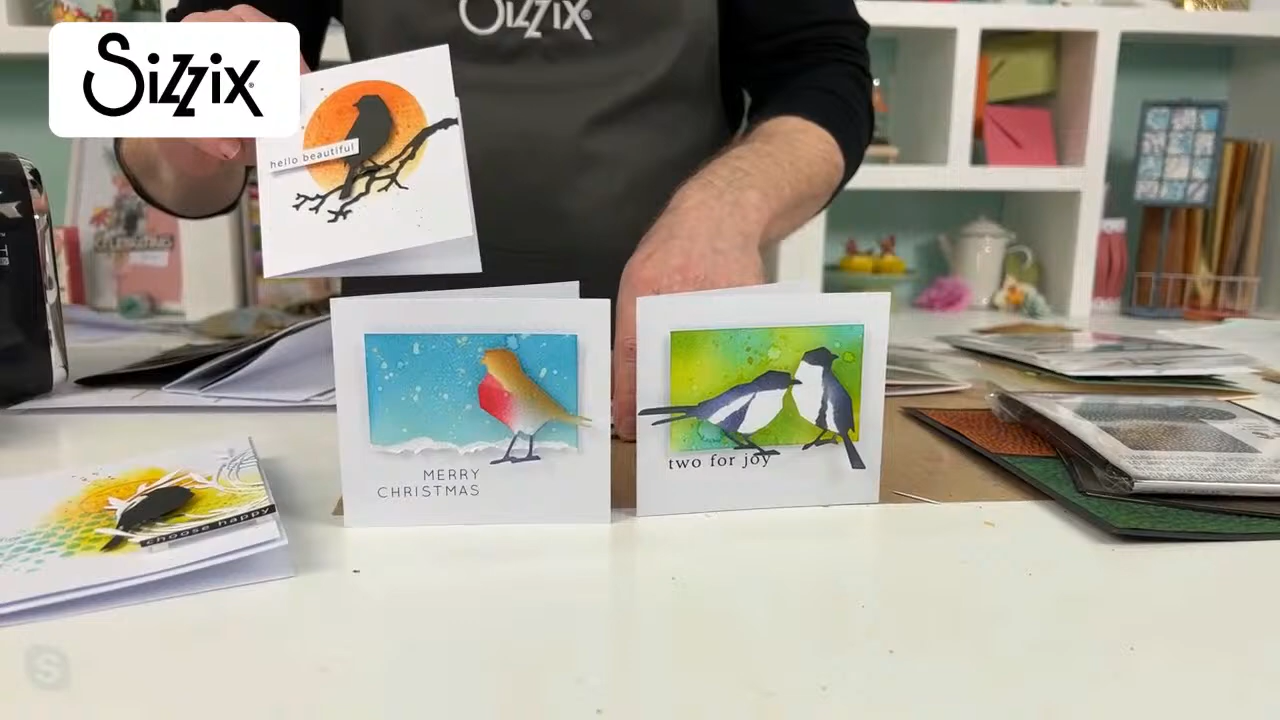 Sizzix
Sizzix
hello beautiful
MERRY
CHRISTMAS
two for joy
choose happy